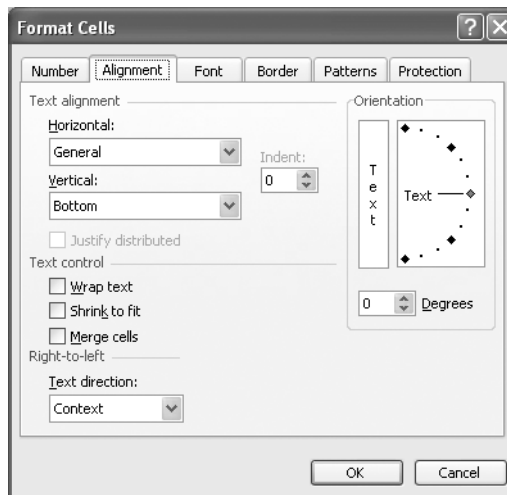 Format Cells
Number Alignment Font Border Patterns Protection
Text alignment
Horizontal:
General
Indent:
0
Vertical:
Bottom
Justify distributed
Text control
Wrap text
Shrink to fit
Merge cells
Right-to-left
Text direction:
Context
Orientation
Text
Text
0 Degrees
OK Cancel